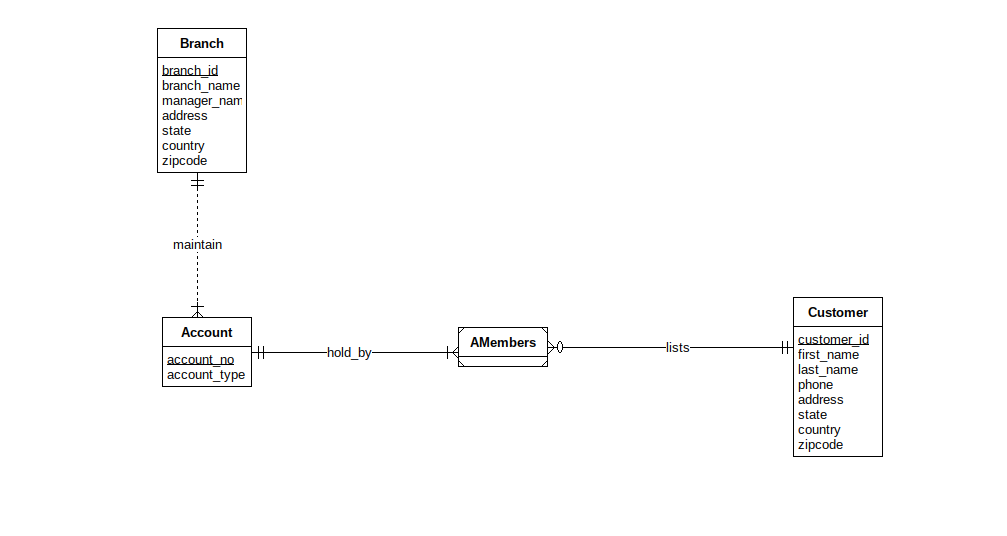 Branch
branch_id
branch_name
manager_nam
address
state
country
zipcode
maintain
Account
account_no
account_type
hold_by
AMembers
lists
Customer
customer_id
first_name
last_name
phone
address
state
country
zipcode